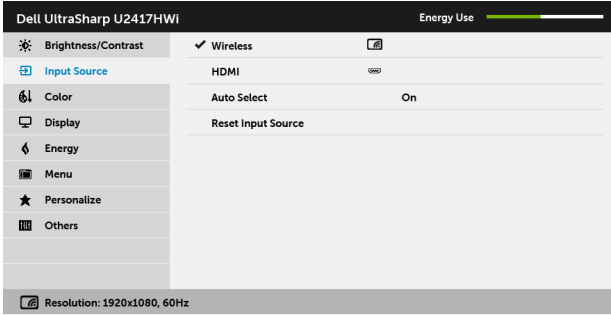 Dell UltraSharp U2417HWi
Energy Use
Brightness/Contrast
Wireless
Input Source
HDMI
Color
Auto Select On
Display
Reset Input Source
Energy
Menu
Personalize
Others
Resolution: 1920x1080, 60Hz